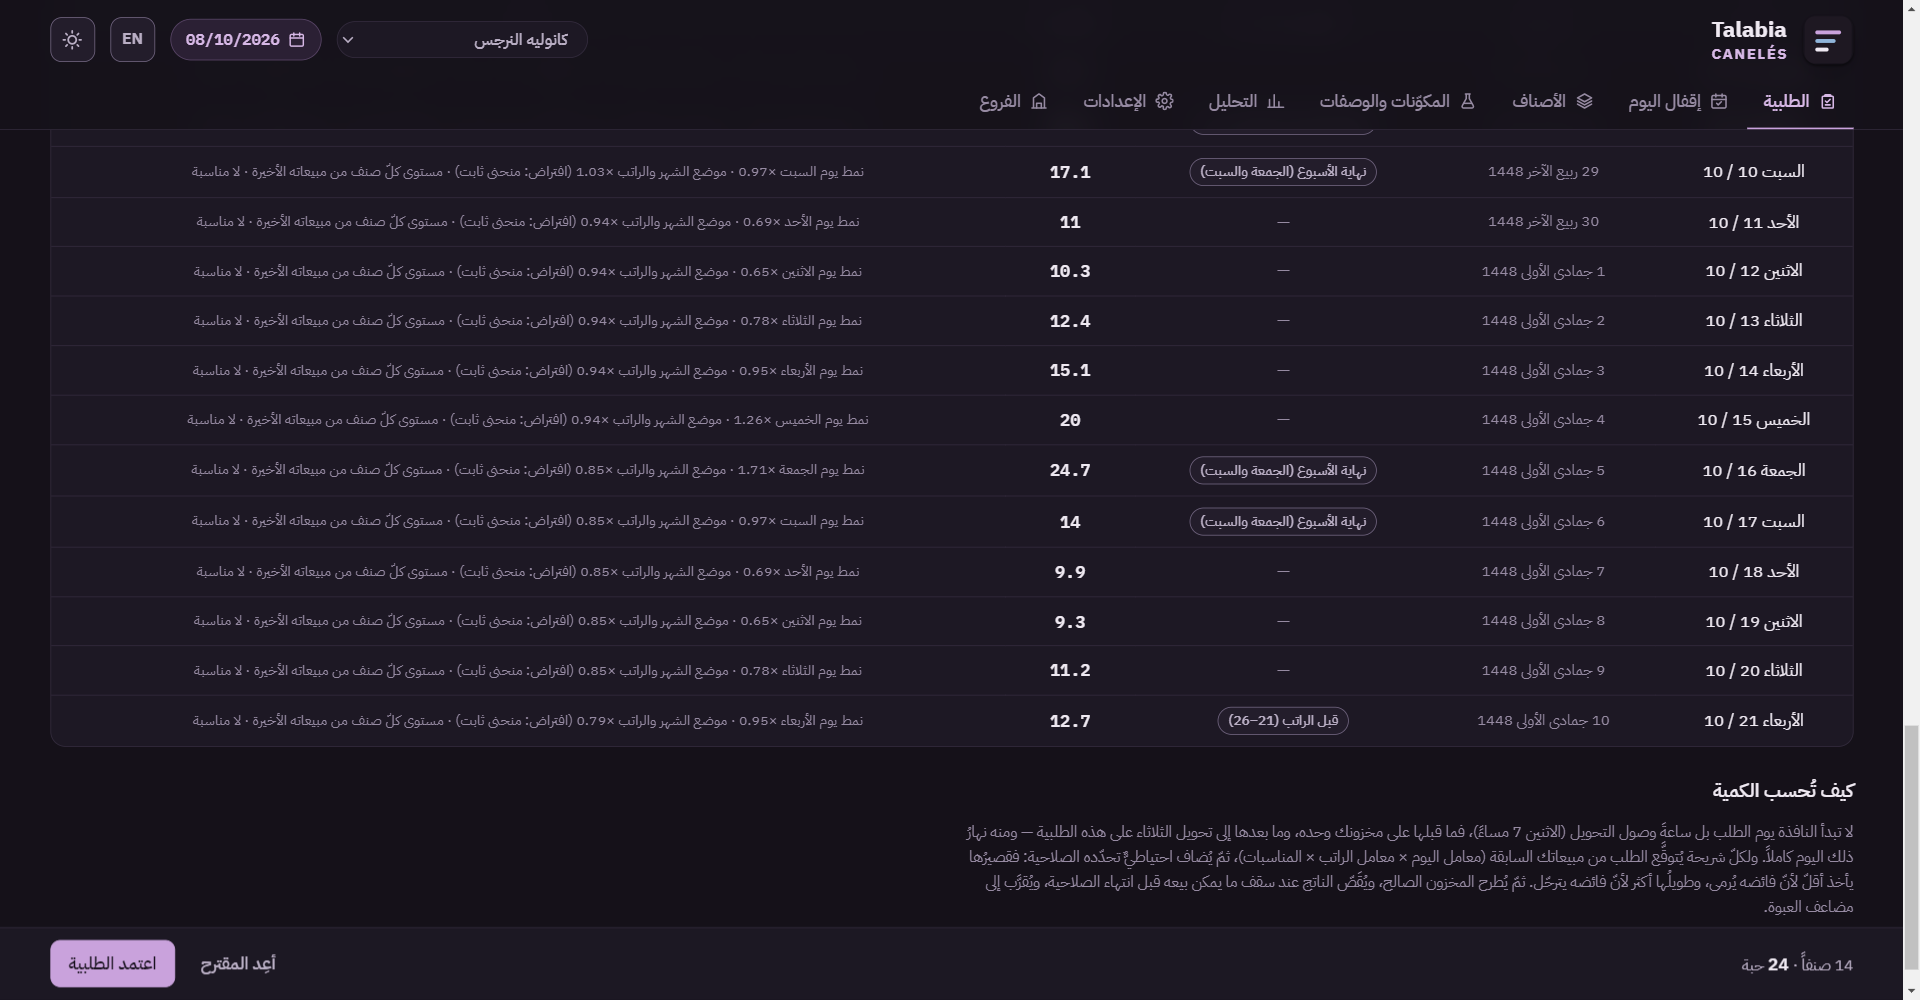 Talabia
CANELÉS
كانوليه النرجس
08/10/2026
EN
الطلبية
إقفال اليوم
الأصناف
المكوّنات والوصفات
التحليل
الإعدادات
الفروع
السبت 10 / 10 29 ربيع الآخر 1448 نهاية الأسبوع (الجمعة والسبت) 17.1 نمط يوم السبت ×0.97 · موضع الشهر والراتب ×1.03 (افتراض: منحنى ثابت) · مستوى كلّ صنف من مبيعاته الأخيرة · لا مناسبة
الأحد 11 / 10 30 ربيع الآخر 1448 — 11 نمط يوم الأحد ×0.69 · موضع الشهر والراتب ×0.94 (افتراض: منحنى ثابت) · مستوى كلّ صنف من مبيعاته الأخيرة · لا مناسبة
الاثنين 12 / 10 1 جمادى الأولى 1448 — 10.3 نمط يوم الاثنين ×0.65 · موضع الشهر والراتب ×0.94 (افتراض: منحنى ثابت) · مستوى كلّ صنف من مبيعاته الأخيرة · لا مناسبة
الثلاثاء 13 / 10 2 جمادى الأولى 1448 — 12.4 نمط يوم الثلاثاء ×0.78 · موضع الشهر والراتب ×0.94 (افتراض: منحنى ثابت) · مستوى كلّ صنف من مبيعاته الأخيرة · لا مناسبة
الأربعاء 14 / 10 3 جمادى الأولى 1448 — 15.1 نمط يوم الأربعاء ×0.95 · موضع الشهر والراتب ×0.94 (افتراض: منحنى ثابت) · مستوى كلّ صنف من مبيعاته الأخيرة · لا مناسبة
الخميس 15 / 10 4 جمادى الأولى 1448 — 20 نمط يوم الخميس ×1.26 · موضع الشهر والراتب ×0.94 (افتراض: منحنى ثابت) · مستوى كلّ صنف من مبيعاته الأخيرة · لا مناسبة
الجمعة 16 / 10 5 جمادى الأولى 1448 نهاية الأسبوع (الجمعة والسبت) 24.7 نمط يوم الجمعة ×1.71 · موضع الشهر والراتب ×0.85 (افتراض: منحنى ثابت) · مستوى كلّ صنف من مبيعاته الأخيرة · لا مناسبة
السبت 17 / 10 6 جمادى الأولى 1448 نهاية الأسبوع (الجمعة والسبت) 14 نمط يوم السبت ×0.97 · موضع الشهر والراتب ×0.85 (افتراض: منحنى ثابت) · مستوى كلّ صنف من مبيعاته الأخيرة · لا مناسبة
الأحد 18 / 10 7 جمادى الأولى 1448 — 9.9 نمط يوم الأحد ×0.69 · موضع الشهر والراتب ×0.85 (افتراض: منحنى ثابت) · مستوى كلّ صنف من مبيعاته الأخيرة · لا مناسبة
الاثنين 19 / 10 8 جمادى الأولى 1448 — 9.3 نمط يوم الاثنين ×0.65 · موضع الشهر والراتب ×0.85 (افتراض: منحنى ثابت) · مستوى كلّ صنف من مبيعاته الأخيرة · لا مناسبة
الثلاثاء 20 / 10 9 جمادى الأولى 1448 — 11.2 نمط يوم الثلاثاء ×0.78 · موضع الشهر والراتب ×0.85 (افتراض: منحنى ثابت) · مستوى كلّ صنف من مبيعاته الأخيرة · لا مناسبة
الأربعاء 21 / 10 10 جمادى الأولى 1448 قبل الراتب (21–26) 12.7 نمط يوم الأربعاء ×0.95 · موضع الشهر والراتب ×0.79 (افتراض: منحنى ثابت) · مستوى كلّ صنف من مبيعاته الأخيرة · لا مناسبة
كيف تُحسب الكمية
لا تبدأ النافذة يوم الطلب بل ساعةَ وصول التحويل (الاثنين 7 مساءً)، فما قبلها على مخزونك وحده، وما بعدها إلى تحويل الثلاثاء على هذه الطلبية — ومنه نهارُ
ذلك اليوم كاملاً. ولكلّ شريحة يُتوقَّع الطلب من مبيعاتك السابقة (معامل اليوم × معامل الراتب × المناسبات)، ثمّ يُضاف احتياطيٌّ تحدّده الصلاحية: فقصيرُها
يأخذ أقلّ لأنّ فائضه يُرمى، وطويلُها أكثر لأنّ فائضه يترحّل. ثمّ يُطرح المخزون الصالح، ويُقَصّ الناتج عند سقف ما يمكن بيعه قبل انتهاء الصلاحية، ويُقرَّب إلى
مضاعف العبوة.
14 صنفاً · 24 حبة
أعِد المقترح
اعتمد الطلبية